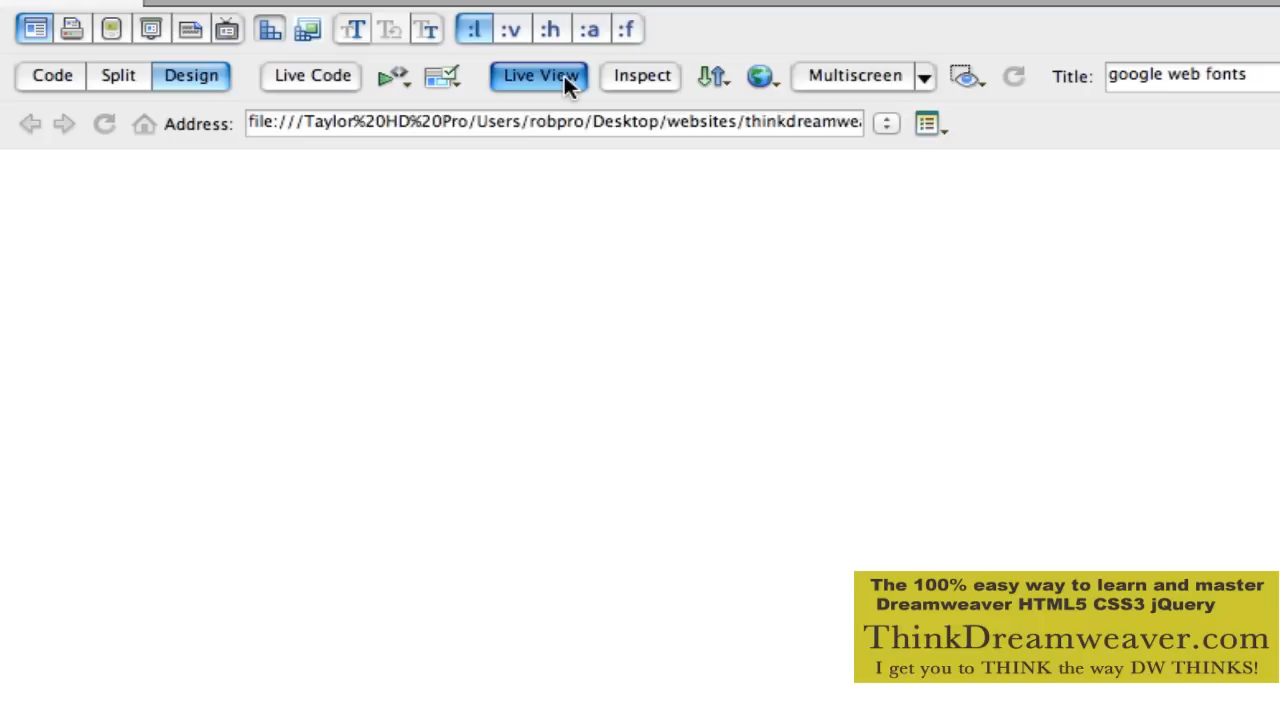 :l :v :h :a :f
Code Split Design Live Code Live View Inspect Multiscreen Title: google web fonts
Address: file:///Taylor%20HD%20Pro/Users/robpro/Desktop/websites/thinkdreamwe
The 100% easy way to learn and master
Dreamweaver HTML5 CSS3 jQuery
ThinkDreamweaver.com
I get you to THINK the way DW THINKS!